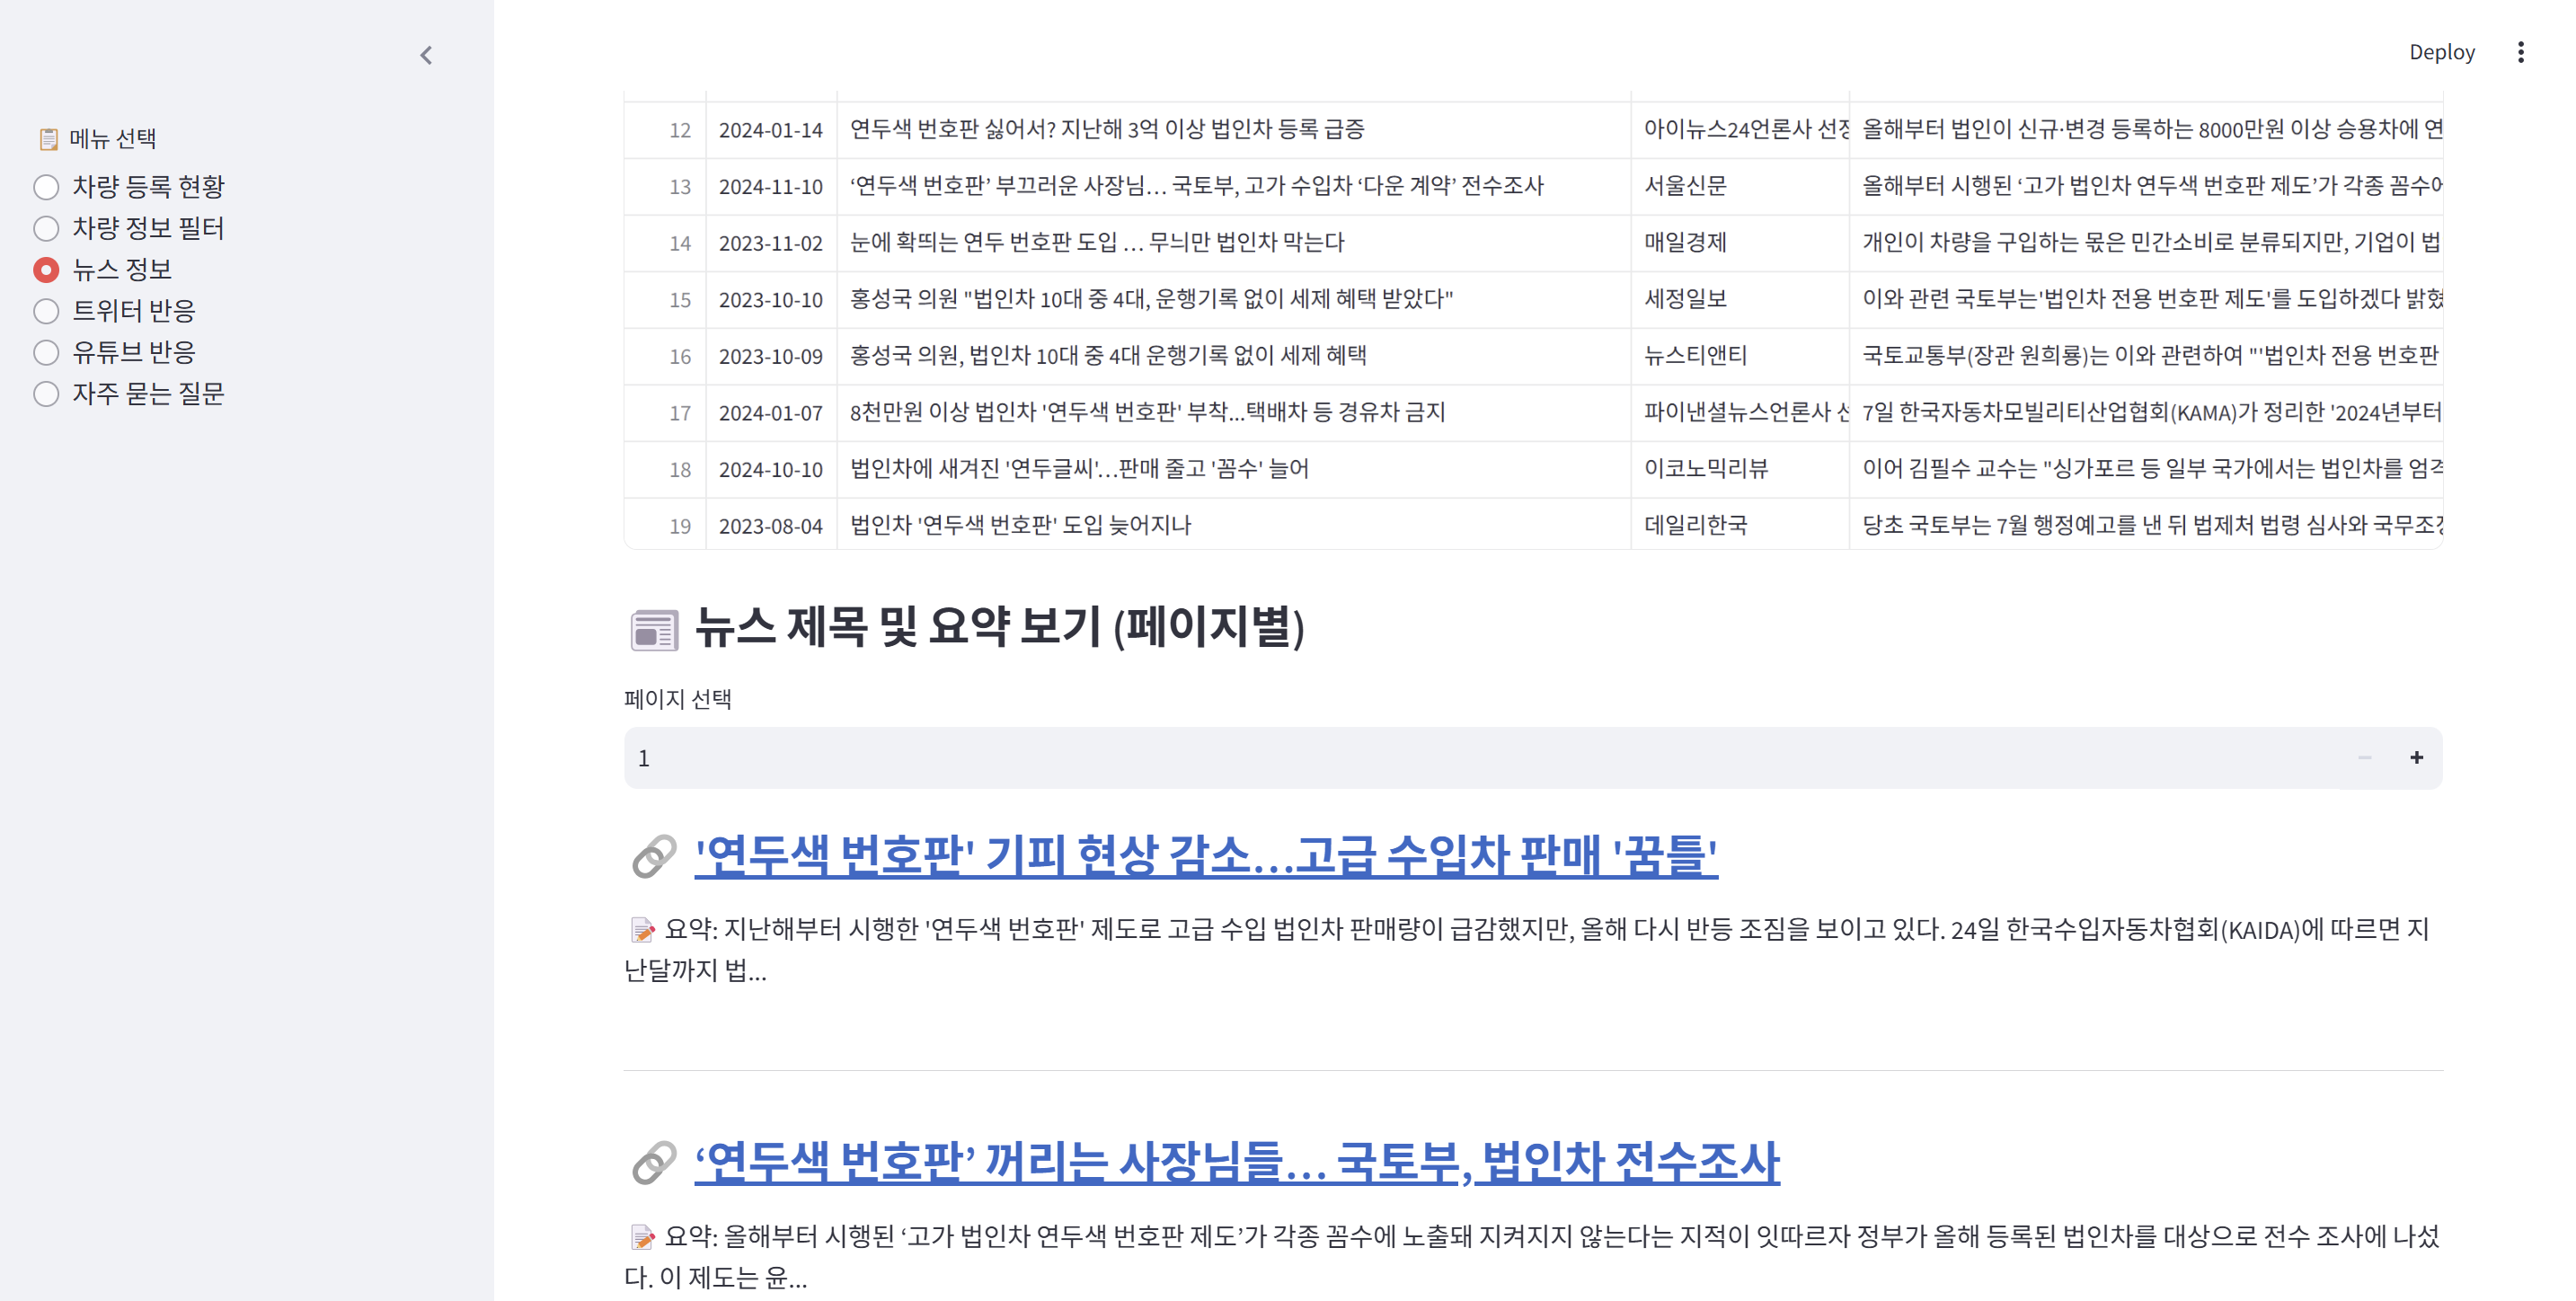 Deploy
메뉴 선택
차량 등록 현황
차량 정보 필터
뉴스 정보
트위터 반응
유튜브 반응
자주 묻는 질문
12 2024-01-14 연두색 번호판 싫어서? 지난해 3억 이상 법인차 등록 급증 아이뉴스24언론사 선정 올해부터 법인이 신규·변경 등록하는 8000만원 이상 승용차에 연
13 2024-11-10 ‘연두색 번호판’ 부끄러운 사장님… 국토부, 고가 수입차 ‘다운 계약’ 전수조사 서울신문 올해부터 시행된 ‘고가 법인차 연두색 번호판 제도’가 각종 꼼수에
14 2023-11-02 눈에 확띄는 연두 번호판 도입 … 무늬만 법인차 막는다 매일경제 개인이 차량을 구입하는 몫은 민간소비로 분류되지만, 기업이 법
15 2023-10-10 홍성국 의원 "법인차 10대 중 4대, 운행기록 없이 세제 혜택 받았다" 세정일보 이와 관련 국토부는'법인차 전용 번호판 제도'를 도입하겠다 밝혔
16 2023-10-09 홍성국 의원, 법인차 10대 중 4대 운행기록 없이 세제 혜택 뉴스티앤티 국토교통부(장관 원희룡)는 이와 관련하여 "'법인차 전용 번호판
17 2024-01-07 8천만원 이상 법인차 '연두색 번호판' 부착...택배차 등 경유차 금지 파이낸셜뉴스언론사 선 7일 한국자동차모빌리티산업협회(KAMA)가 정리한 '2024년부터
18 2024-10-10 법인차에 새겨진 '연두글씨'…판매 줄고 '꼼수' 늘어 이코노믹리뷰 이어 김필수 교수는 "싱가포르 등 일부 국가에서는 법인차를 엄격
19 2023-08-04 법인차 '연두색 번호판' 도입 늦어지나 데일리한국 당초 국토부는 7월 행정예고를 낸 뒤 법제처 법령 심사와 국무조정
뉴스 제목 및 요약 보기 (페이지별)
페이지 선택
1
'연두색 번호판' 기피 현상 감소…고급 수입차 판매 '꿈틀'
요약: 지난해부터 시행한 '연두색 번호판' 제도로 고급 수입 법인차 판매량이 급감했지만, 올해 다시 반등 조짐을 보이고 있다. 24일 한국수입자동차협회(KAIDA)에 따르면 지
난달까지 법...
‘연두색 번호판’ 꺼리는 사장님들… 국토부, 법인차 전수조사
요약: 올해부터 시행된 ‘고가 법인차 연두색 번호판 제도’가 각종 꼼수에 노출돼 지켜지지 않는다는 지적이 잇따르자 정부가 올해 등록된 법인차를 대상으로 전수 조사에 나섰
다. 이 제도는 윤...